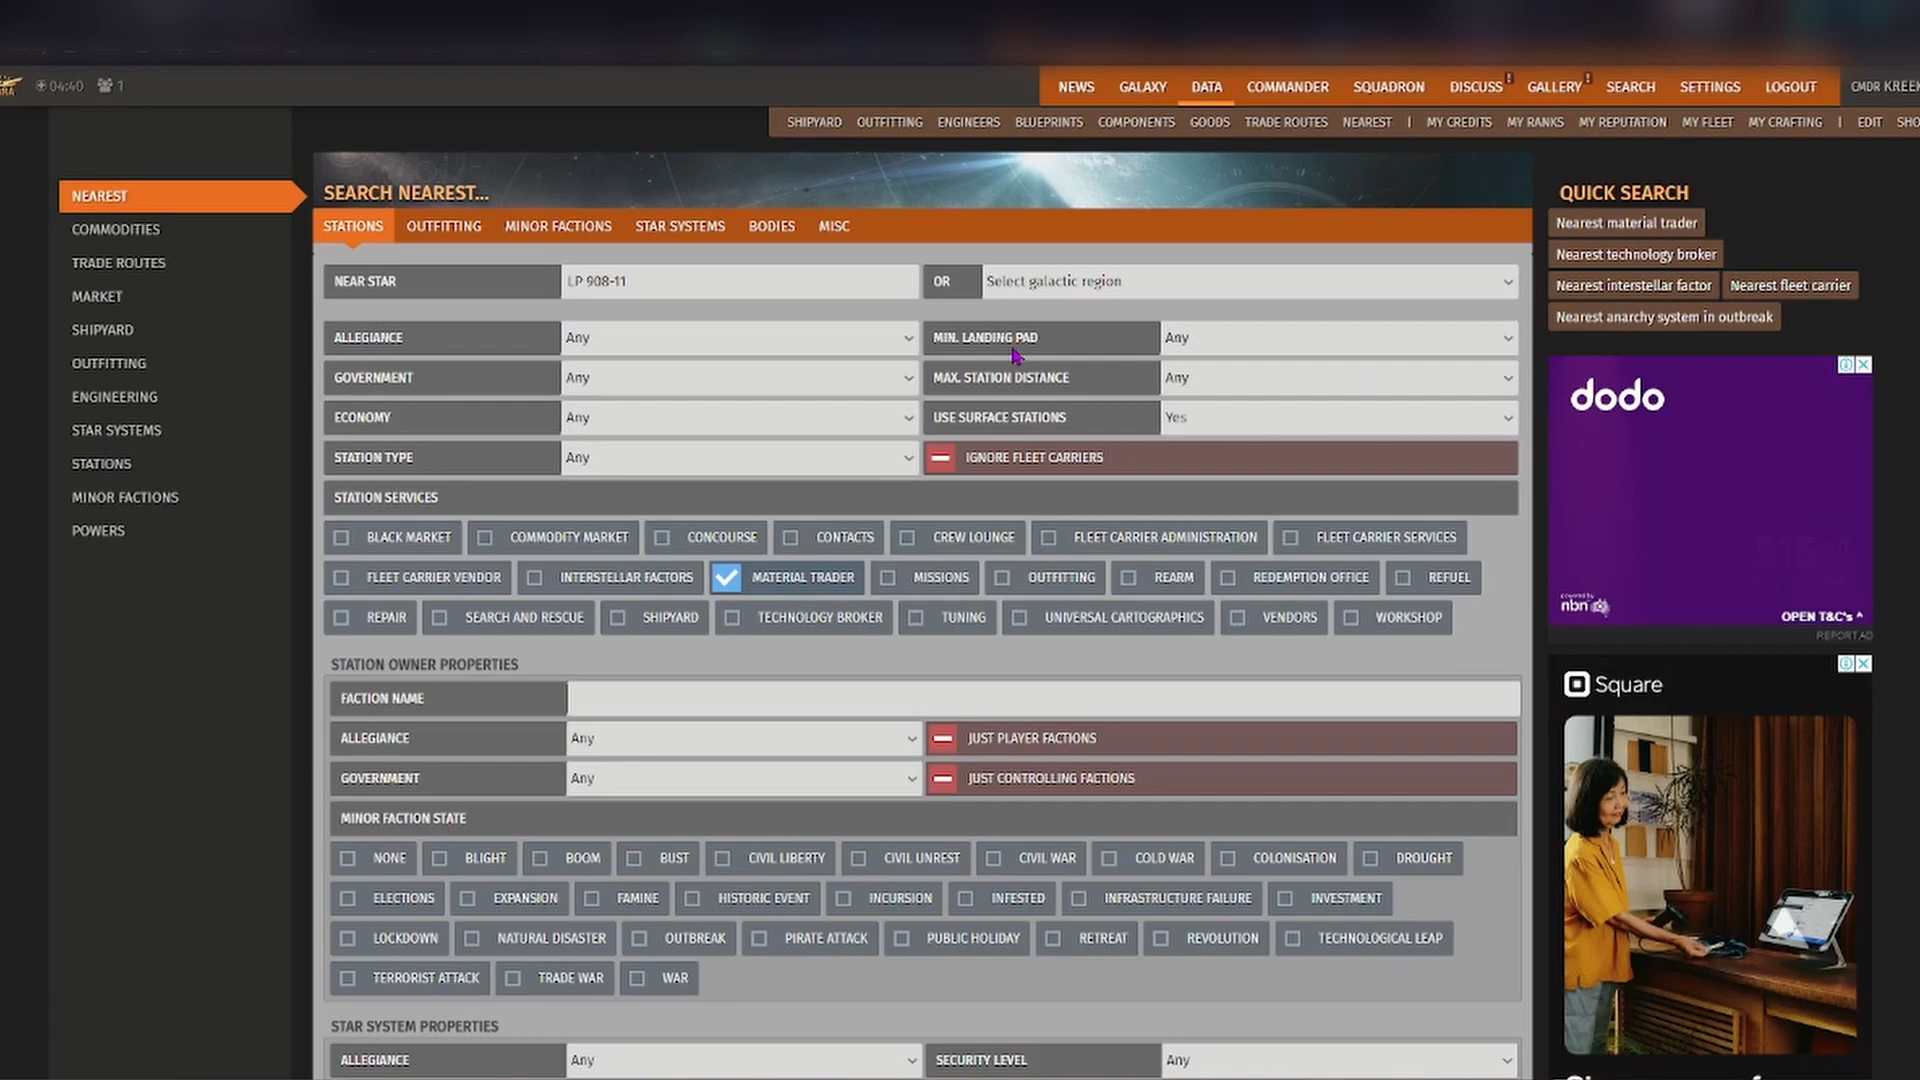 04:40 1
NEWS GALAXY DATA COMMANDER SQUADRON DISCUSS GALLERY SEARCH SETTINGS LOGOUT CMDR
SHIPYARD OUTFITTING ENGINEERS BLUEPRINTS COMPONENTS GOODS TRADE ROUTES NEAREST | MY CREDITS MY RANKS MY REPUTATION MY FLEET MY CRAFTING | EDIT
NEAREST
COMMODITIES
TRADE ROUTES
MARKET
SHIPYARD
OUTFITTING
ENGINEERING
STAR SYSTEMS
STATIONS
MINOR FACTIONS
POWERS
SEARCH NEAREST...
STATIONS OUTFITTING MINOR FACTIONS STAR SYSTEMS BODIES MISC
NEAR STAR LP 908-11 OR Select galactic region
ALLEGIANCE Any MIN. LANDING PAD Any
GOVERNMENT Any MAX. STATION DISTANCE Any
ECONOMY Any USE SURFACE STATIONS Yes
STATION TYPE Any IGNORE FLEET CARRIERS
STATION SERVICES
BLACK MARKET COMMODITY MARKET CONCOURSE CONTACTS CREW LOUNGE FLEET CARRIER ADMINISTRATION FLEET CARRIER SERVICES
FLEET CARRIER VENDOR INTERSTELLAR FACTORS MATERIAL TRADER MISSIONS OUTFITTING REARM REDEMPTION OFFICE REFUEL
REPAIR SEARCH AND RESCUE SHIPYARD TECHNOLOGY BROKER TUNING UNIVERSAL CARTOGRAPHICS VENDORS WORKSHOP
STATION OWNER PROPERTIES
FACTION NAME
ALLEGIANCE Any JUST PLAYER FACTIONS
GOVERNMENT Any JUST CONTROLLING FACTIONS
MINOR FACTION STATE
NONE BLIGHT BOOM BUST CIVIL LIBERTY CIVIL UNREST CIVIL WAR COLD WAR COLONISATION DROUGHT
ELECTIONS EXPANSION FAMINE HISTORIC EVENT INCURSION INFESTED INFRASTRUCTURE FAILURE INVESTMENT
LOCKDOWN NATURAL DISASTER OUTBREAK PIRATE ATTACK PUBLIC HOLIDAY RETREAT REVOLUTION TECHNOLOGICAL LEAP
TERRORIST ATTACK TRADE WAR WAR
STAR SYSTEM PROPERTIES
ALLEGIANCE Any SECURITY LEVEL Any
QUICK SEARCH
Nearest material trader
Nearest technology broker
Nearest interstellar factor Nearest fleet carrier
Nearest anarchy system in outbreak
dodo
powered by
nbn
OPEN T&C's ^
REPORT AD
Square